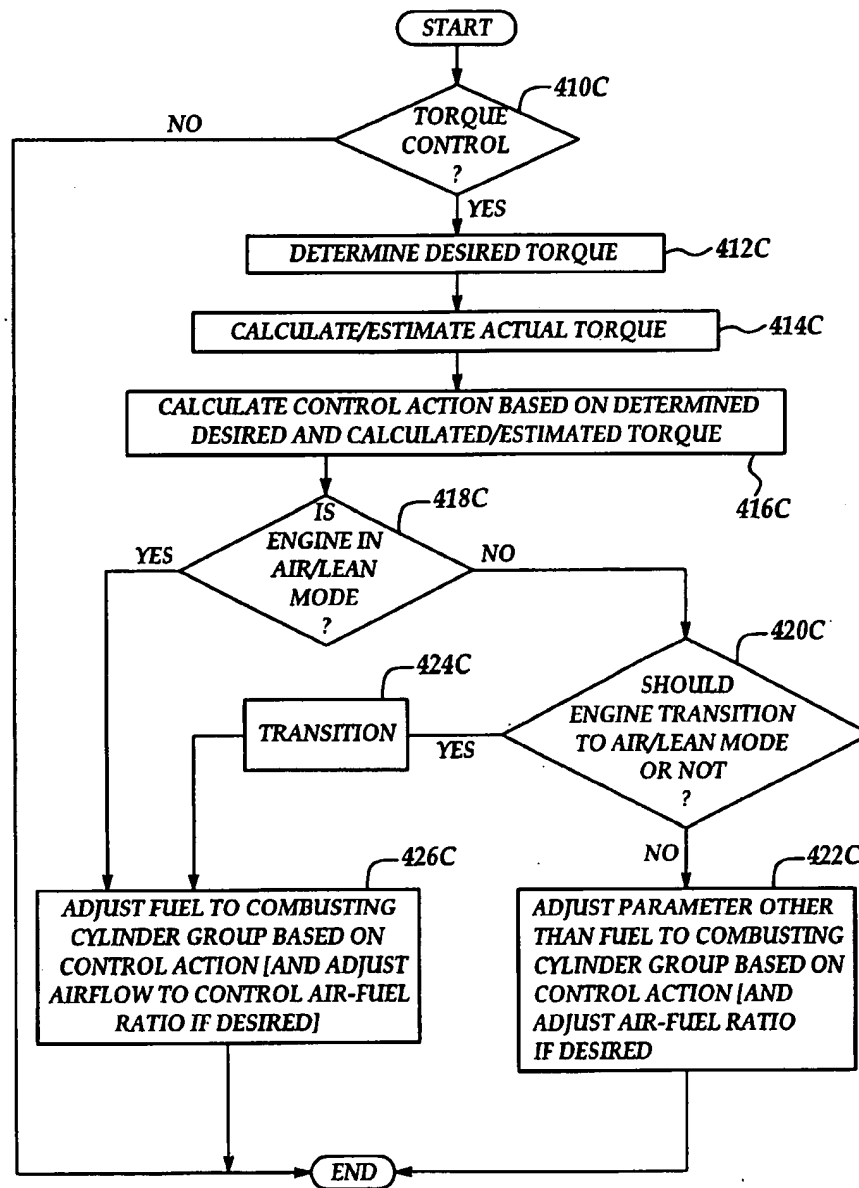 START
410C
TORQUE
CONTROL
?
NO
YES
DETERMINE DESIRED TORQUE
412C
CALCULATE/ESTIMATE ACTUAL TORQUE
414C
CALCULATE CONTROL ACTION BASED ON DETERMINED
DESIRED AND CALCULATED/ESTIMATED TORQUE
416C
418C
IS
ENGINE IN
AIR/LEAN
MODE
?
YES
NO
420C
SHOULD
ENGINE TRANSITION
TO AIR/LEAN MODE
OR NOT
?
424C
TRANSITION
YES
NO
426C
ADJUST FUEL TO COMBUSTING
CYLINDER GROUP BASED ON
CONTROL ACTION [AND ADJUST
AIRFLOW TO CONTROL AIR-FUEL
RATIO IF DESIRED]
422C
ADJUST PARAMETER OTHER
THAN FUEL TO COMBUSTING
CYLINDER GROUP BASED ON
CONTROL ACTION [AND
ADJUST AIR-FUEL RATIO
IF DESIRED
END